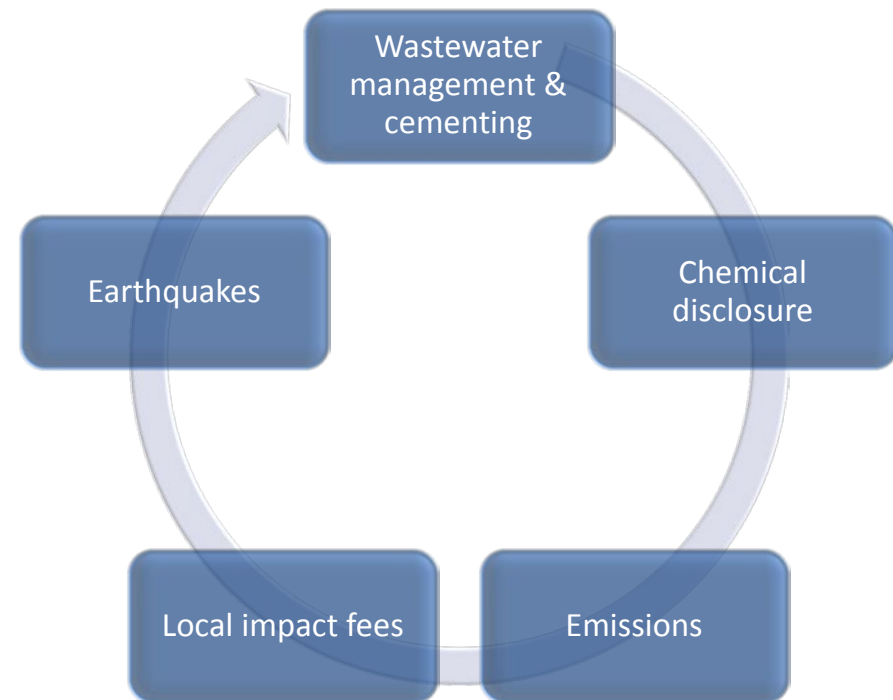 Wastewater
management &
cementing
Chemical
disclosure
Emissions
Local impact fees
Earthquakes